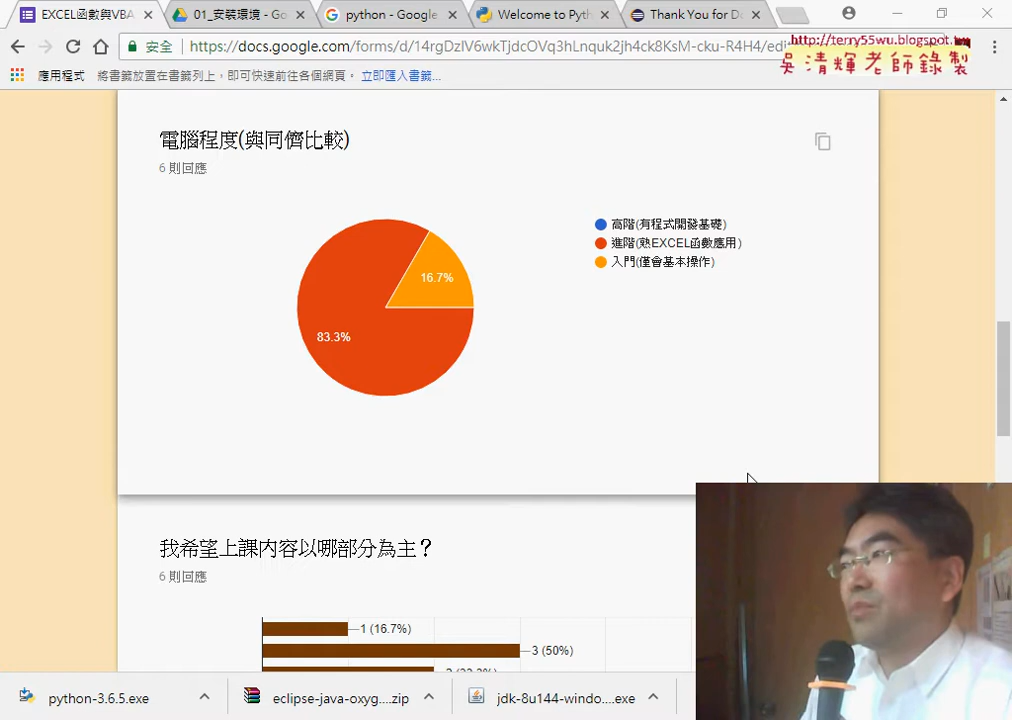 EXCEL函數與VBA
01_安裝環境 - Go
python - Google
Welcome to Pyth
Thank You for D
安全
https://docs.google.com/forms/d/14rgDzIV6wkTjdcOVq3hLnquk2jh4ck8KsM-cku-R4H4/edi
http://terry55wu.blogspot.tw
吳清輝老師錄製
應用程式
將書籤放置在書籤列上，即可快速前往各個網頁。
立即匯入書籤...
電腦程度(與同儕比較)
6 則回應
高階(有程式開發基礎)
進階(熟EXCEL函數應用)
入門(僅會基本操作)
16.7%
83.3%
我希望上課內容以哪部分為主？
6 則回應
1 (16.7%)
3 (50%)
python-3.6.5.exe
eclipse-java-oxyg....zip
jdk-8u144-windo....exe